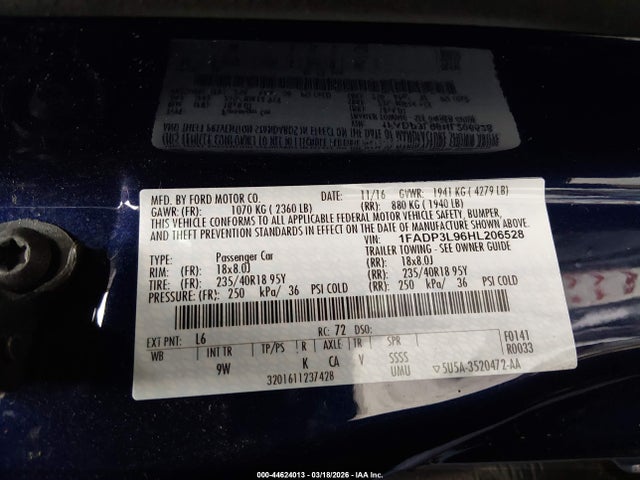 MFD. BY FORD MOTOR CO. DATE: 11/16 GVWR: 1941 KG ( 4279 LB)
GAWR: (FR): 1070 KG ( 2360 LB) (RR): 880 KG ( 1940 LB)
THIS VEHICLE CONFORMS TO ALL APPLICABLE FEDERAL MOTOR VEHICLE SAFETY, BUMPER,
AND THEFT PREVENTION STANDARDS IN EFFECT ON THE DATE OF MANUFACTURE SHOWN ABOVE.
VIN: 1FADP3L96HL206528
TYPE: Passenger Car TRAILER TOWING - SEE OWNER GUIDE
RIM: (FR) 18x8.0J (RR): 18x8.0J
TIRE: (FR) 235/40R18 95Y (RR): 235/40R18 95Y
PRESSURE: (FR) 250 kPa/ 36 PSI COLD (RR) 250 kPa/ 36 PSI COLD
EXT PNT: L6 RC: 72 DSO: F0141
WB INT TR TP/PS R AXLE TR SPR R0033
9W K CA V SSSS
UMU
3201611237428 ▽5U5A-3520472-AA
000-44624013 - 03/18/2026 - IAA Inc.